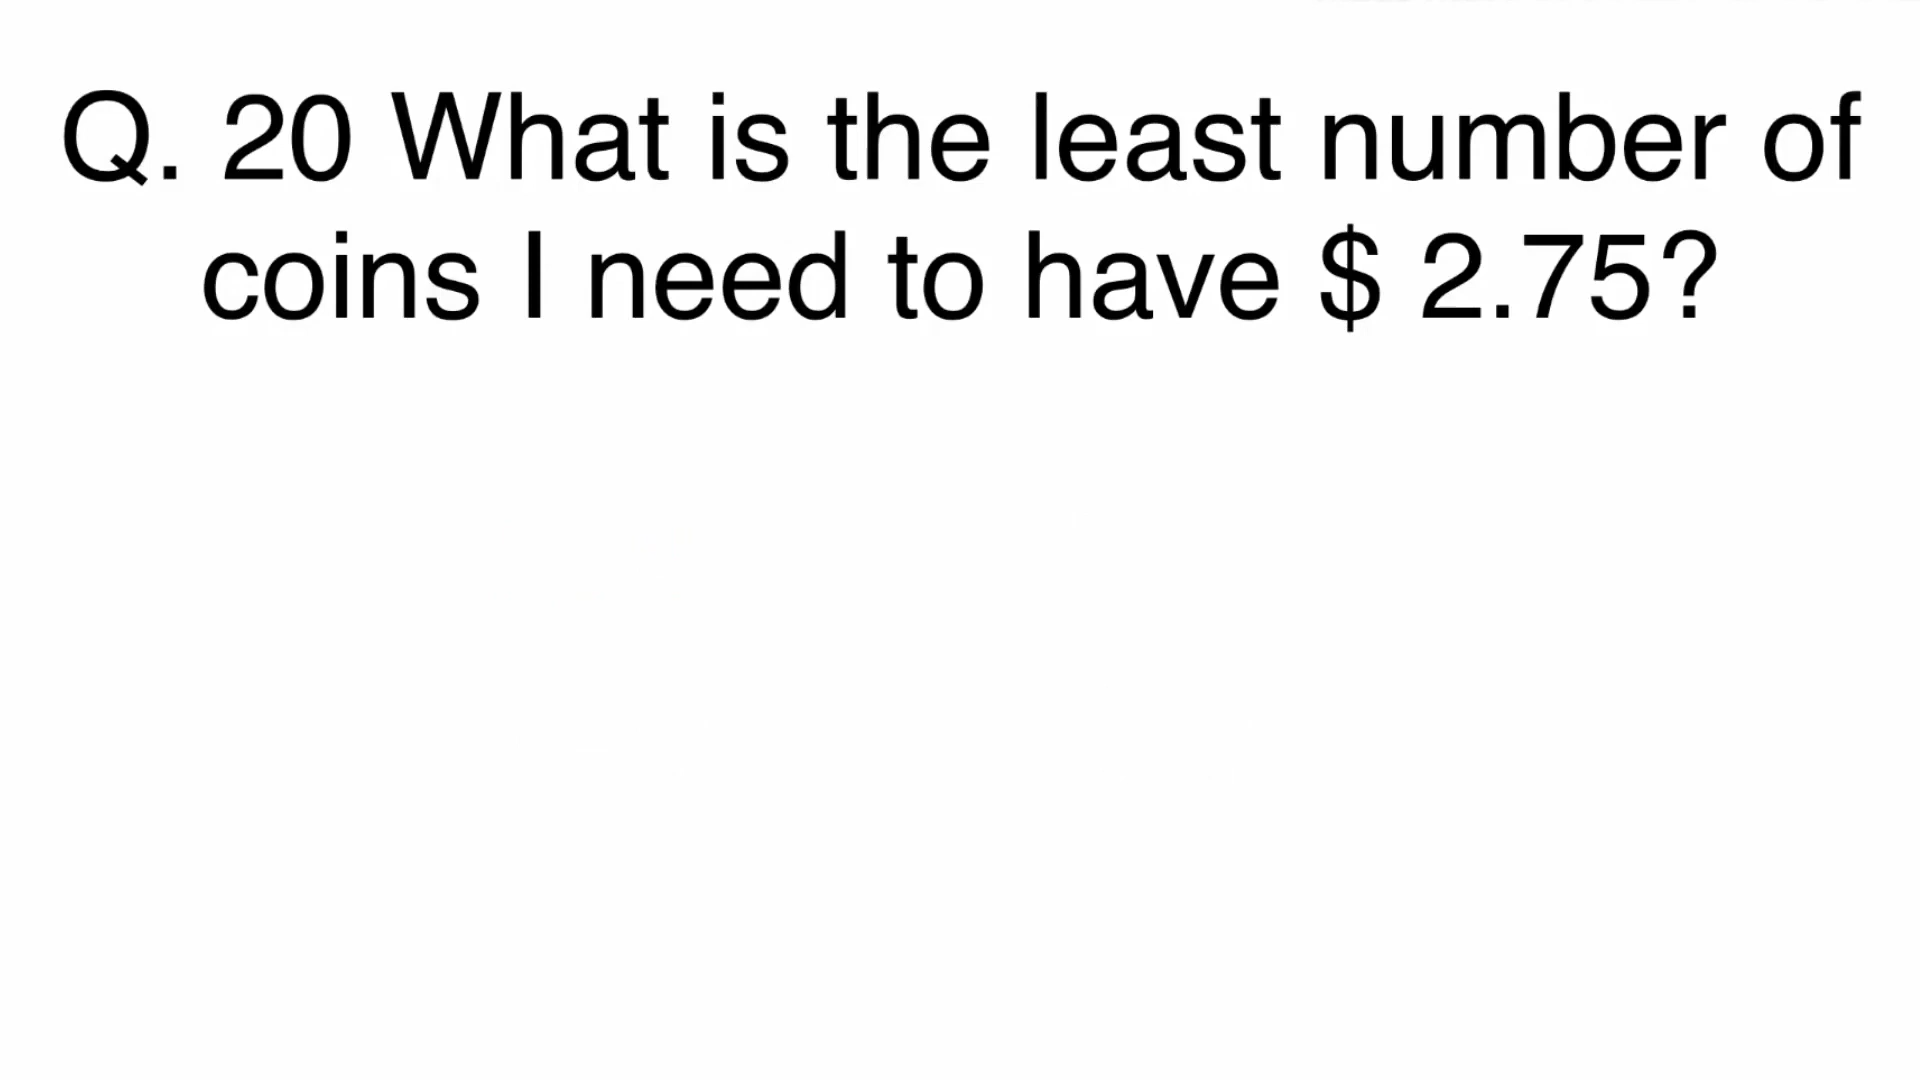 Q. 20 What is the least number of
coins I need to have $ 2.75?